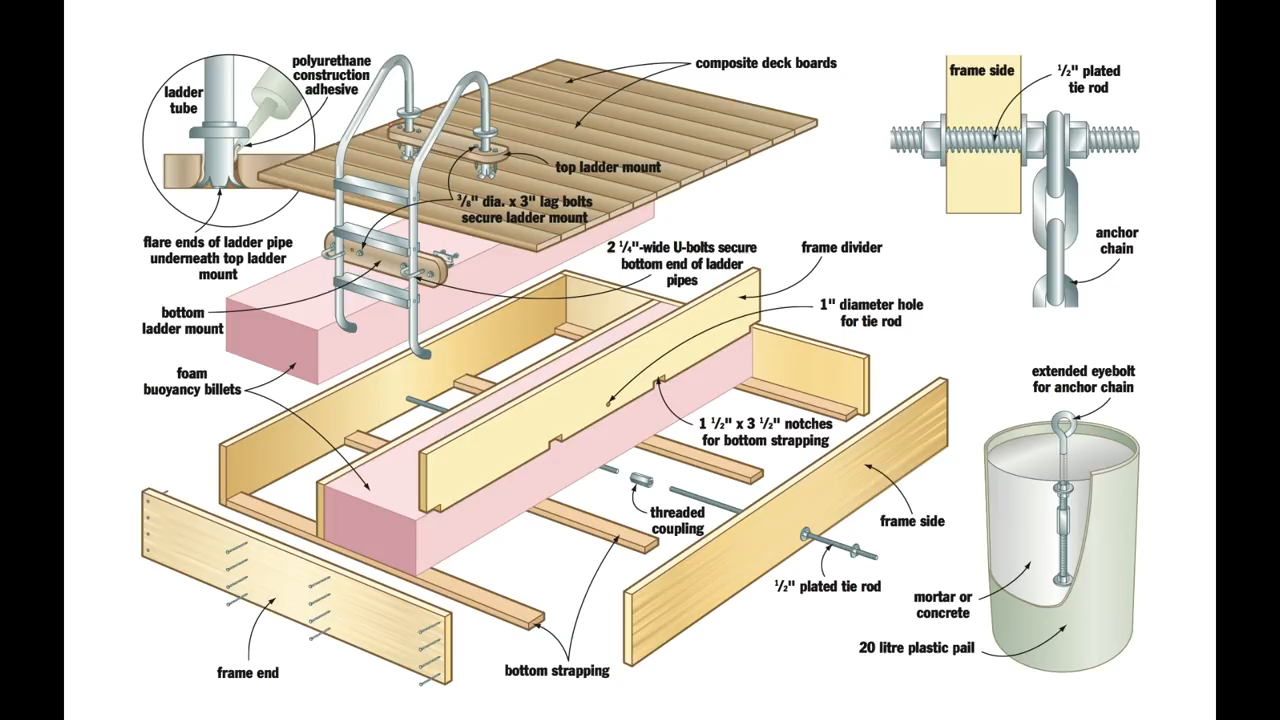 polyurethane
construction
adhesive
ladder
tube
composite deck boards
frame side
1/2" plated
tie rod
top ladder mount
3/8" dia. x 3" lag bolts
secure ladder mount
flare ends of ladder pipe
underneath top ladder
mount
2 1/4"-wide U-bolts secure
bottom end of ladder
pipes
frame divider
anchor
chain
bottom
ladder mount
1" diameter hole
for tie rod
foam
buoyancy billets
extended eyebolt
for anchor chain
1 1/2" x 3 1/2" notches
for bottom strapping
threaded
coupling
frame side
1/2" plated tie rod
mortar or
concrete
20 litre plastic pail
frame end
bottom strapping